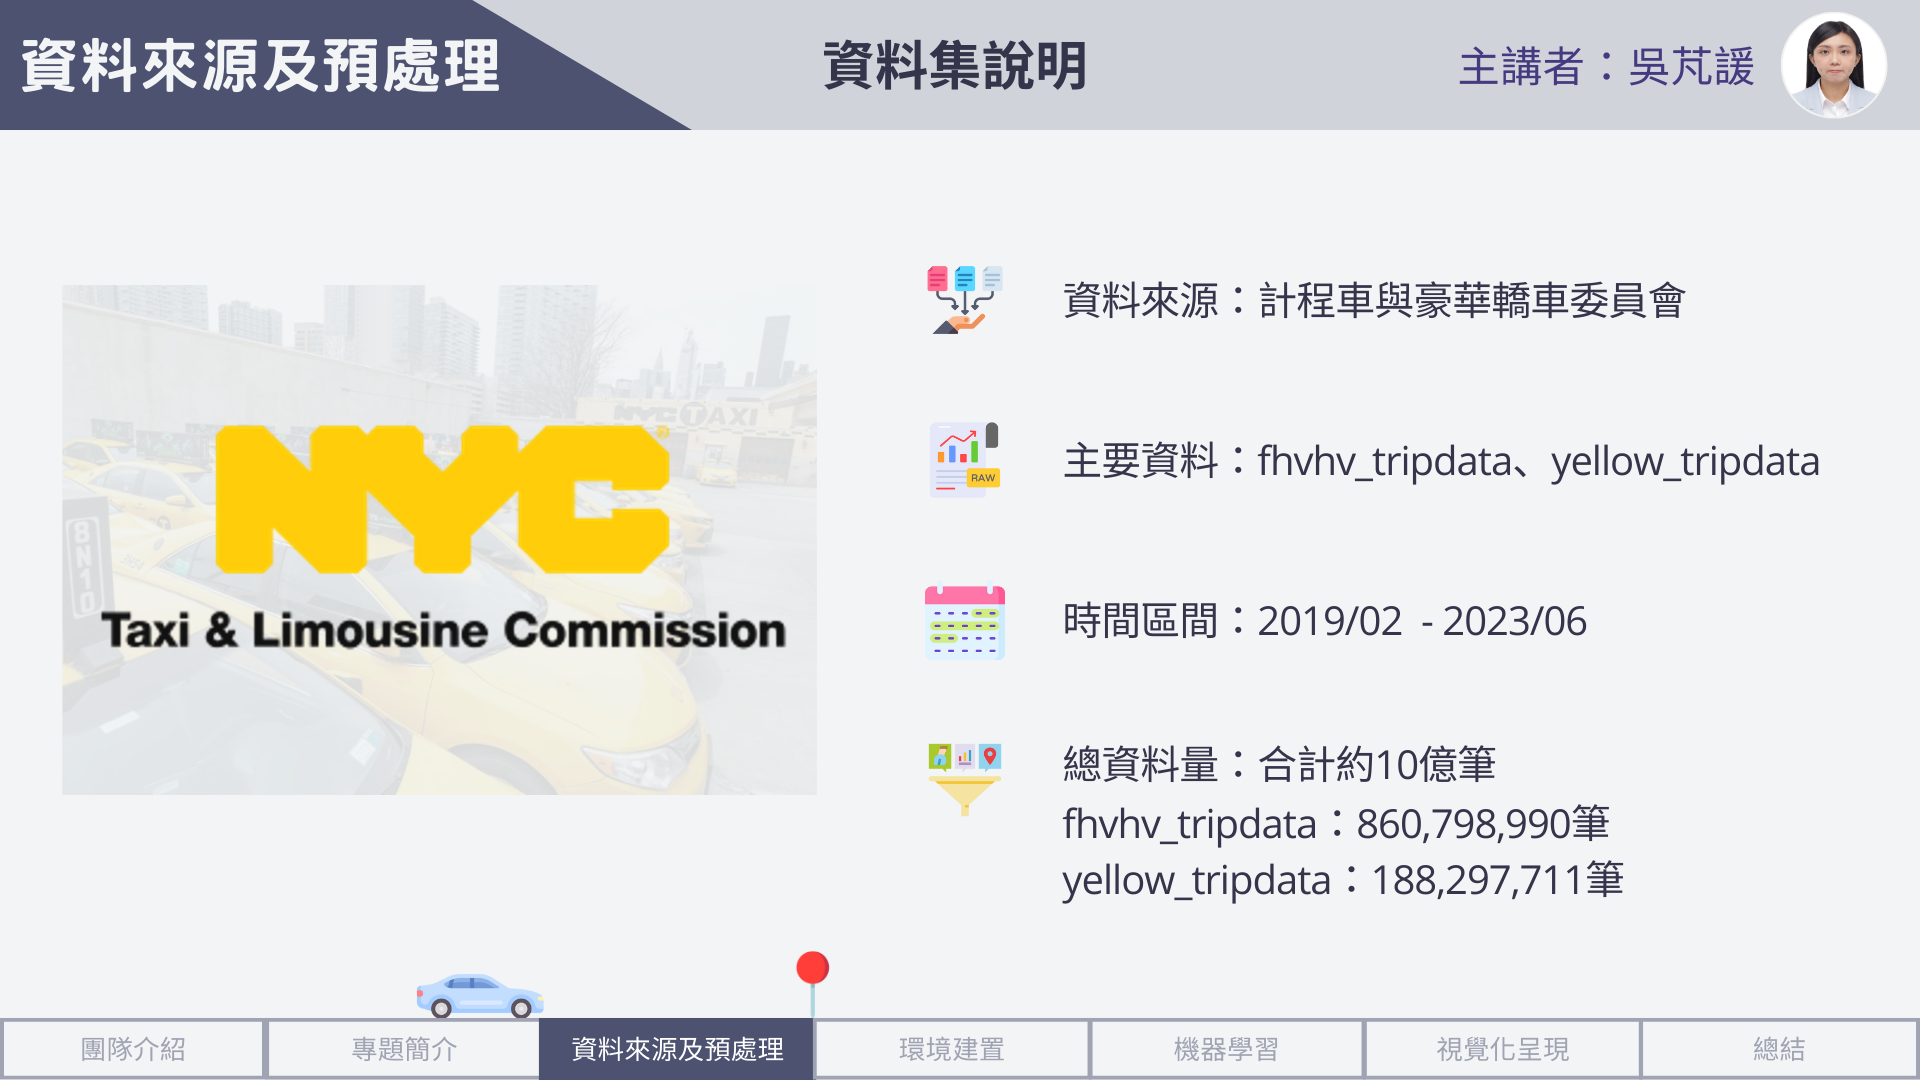 資料來源及預處理
資料集說明
主講者：吳芃諼
資料來源：計程車與豪華轎車委員會
主要資料：fhvhv_tripdata、yellow_tripdata
RAW
時間區間：2019/02 - 2023/06
總資料量：合計約10億筆
fhvhv_tripdata：860,798,990筆
yellow_tripdata：188,297,711筆
NYC TAXI
NYC
Taxi & Limousine Commission
8N10
團隊介紹
專題簡介
資料來源及預處理
環境建置
機器學習
視覺化呈現
總結